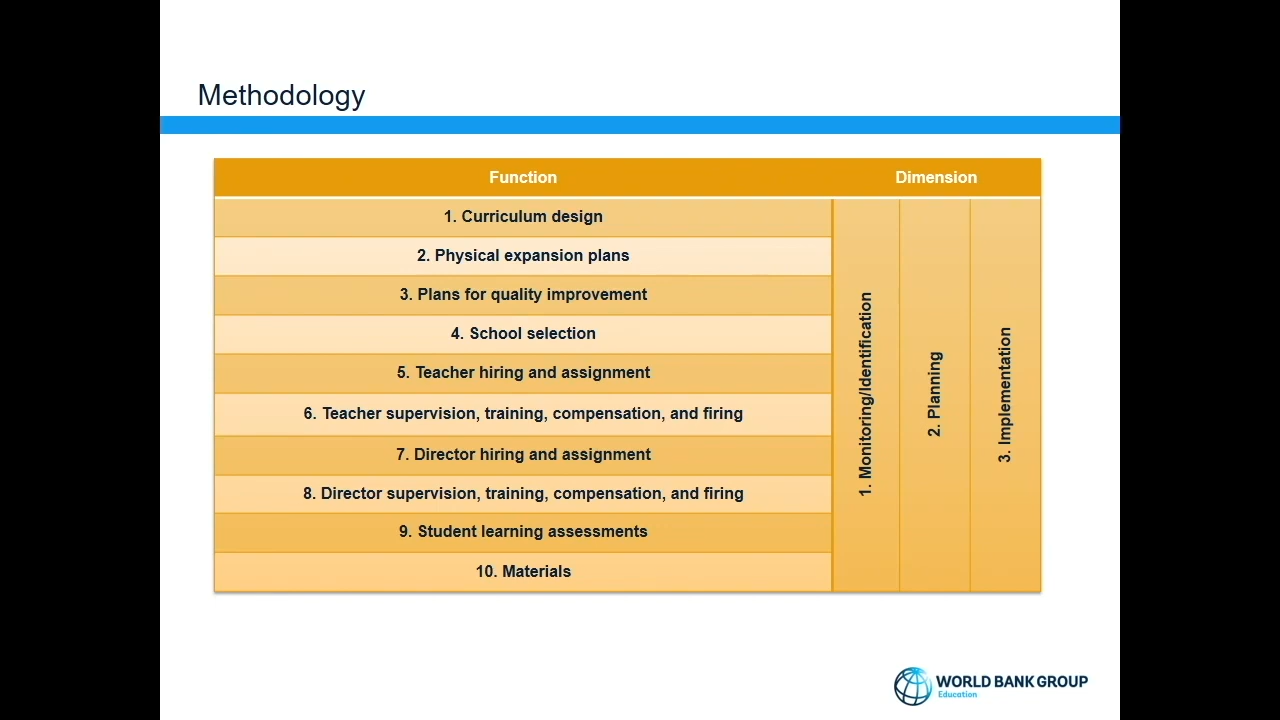 Methodology
Function
Dimension
1. Curriculum design
2. Physical expansion plans
3. Plans for quality improvement
4. School selection
5. Teacher hiring and assignment
6. Teacher supervision, training, compensation, and firing
7. Director hiring and assignment
8. Director supervision, training, compensation, and firing
9. Student learning assessments
10. Materials
1. Monitoring/Identification
2. Planning
3. Implementation
WORLD BANK GROUP
Education